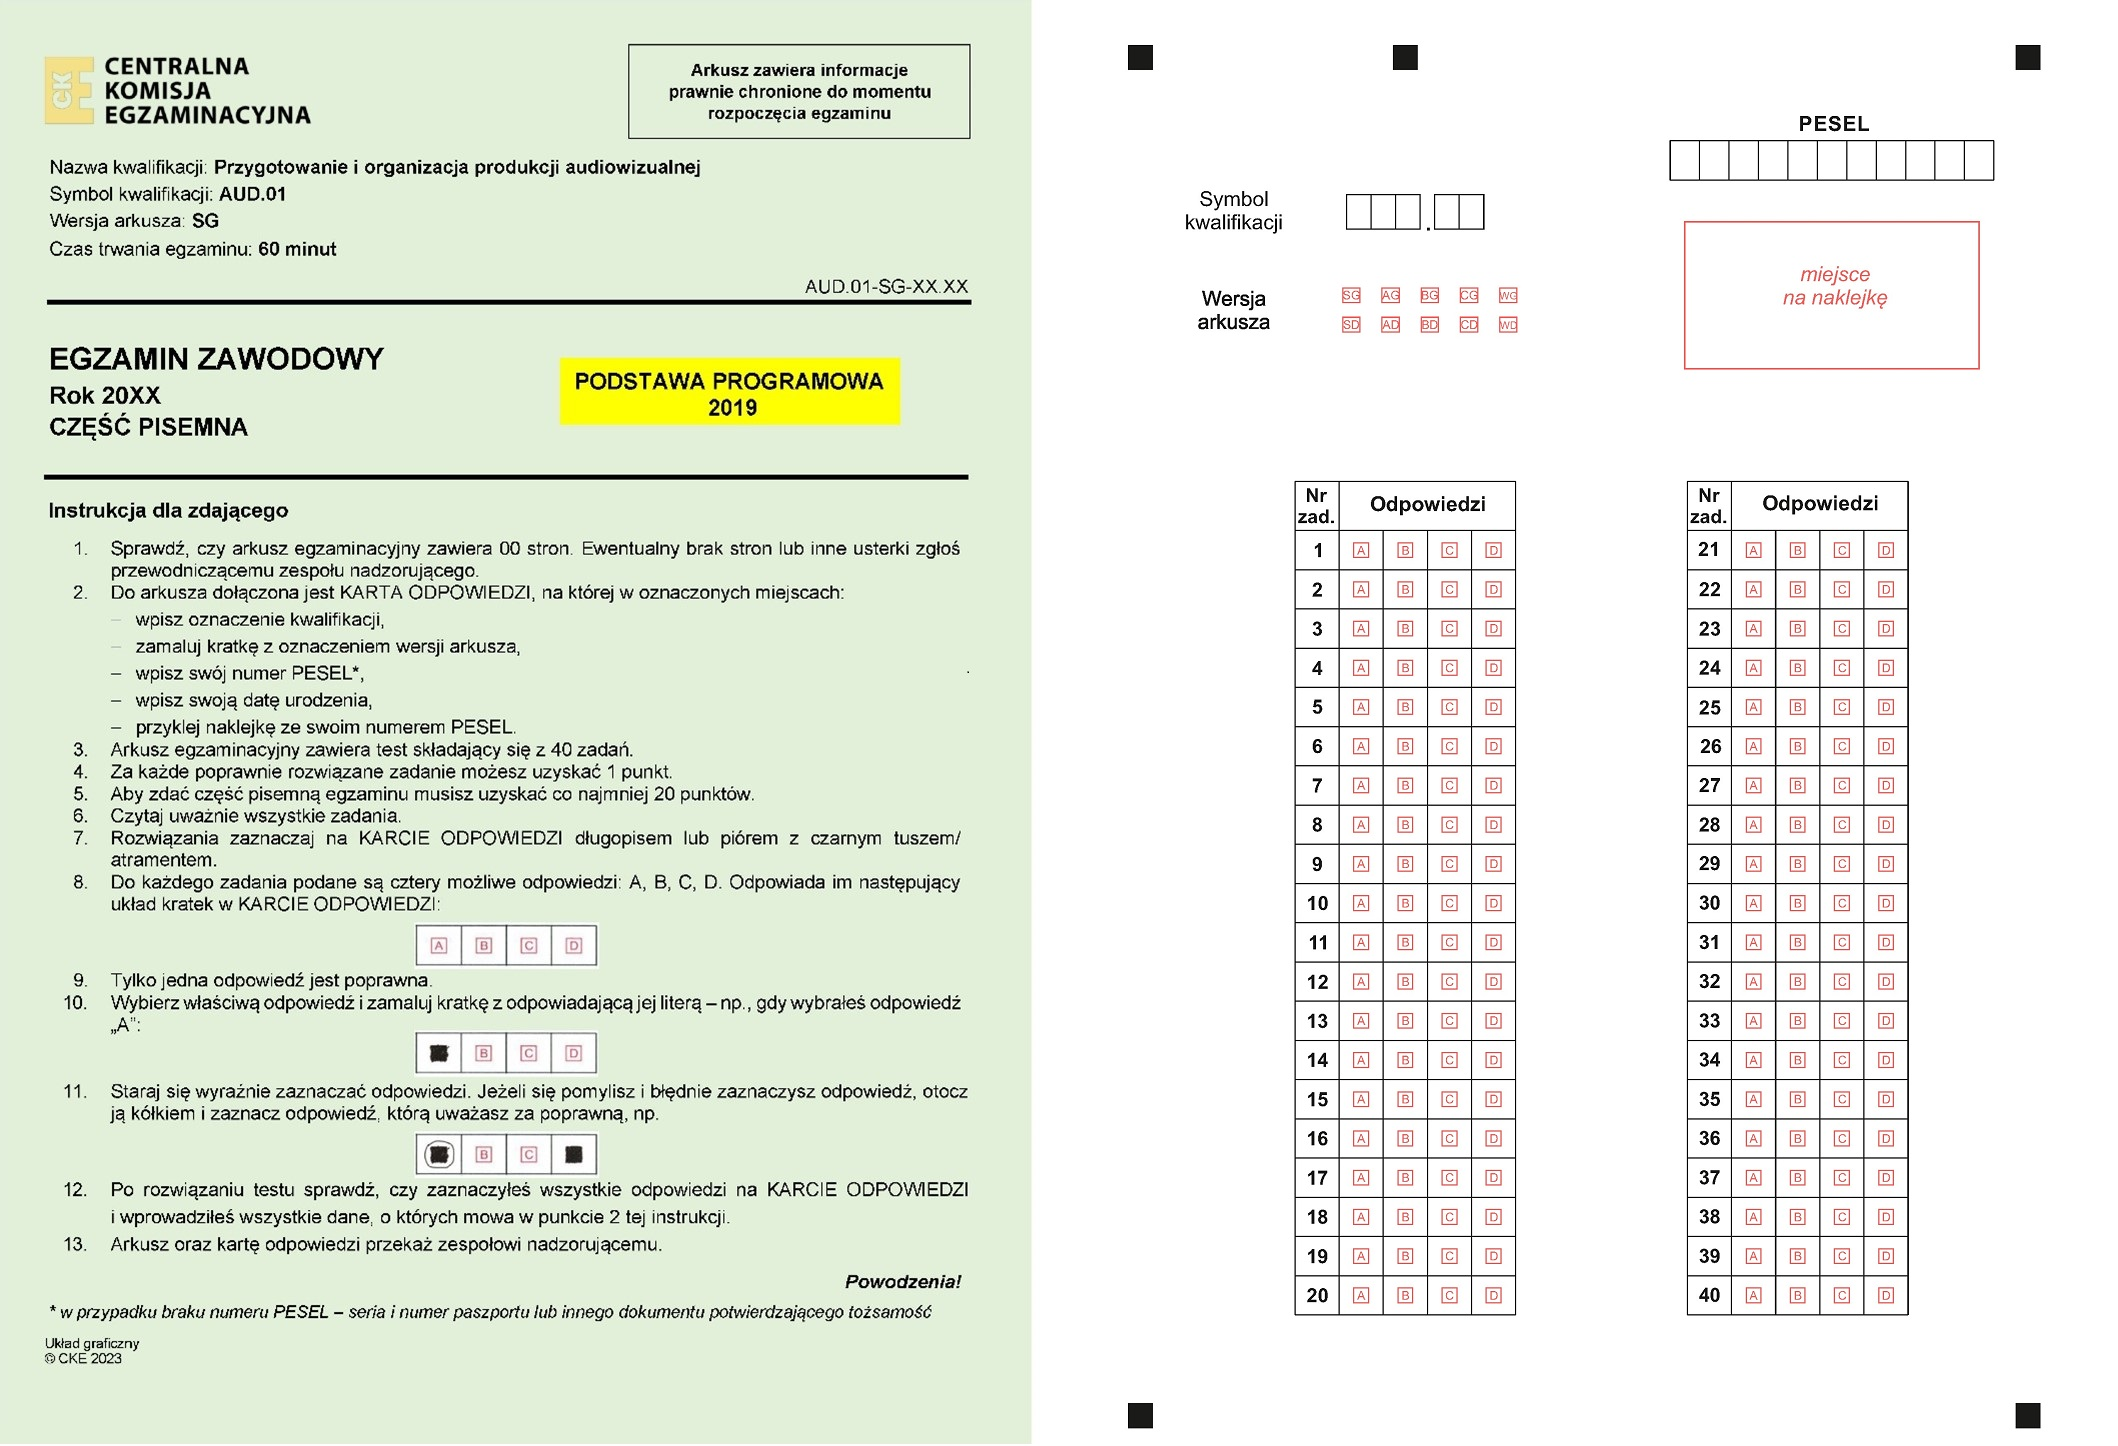 CENTRALNA
KOMISJA
EGZAMINACYJNA
CKE
Arkusz zawiera informacje
prawnie chronione do momentu
rozpoczęcia egzaminu
Nazwa kwalifikacji: Przygotowanie i organizacja produkcji audiowizualnej
Symbol kwalifikacji: AUD.01
Wersja arkusza: SG
Czas trwania egzaminu: 60 minut
AUD.01-SG-XX.XX
EGZAMIN ZAWODOWY
Rok 20XX
CZĘŚĆ PISEMNA
PODSTAWA PROGRAMOWA
2019
Instrukcja dla zdającego
1. Sprawdź, czy arkusz egzaminacyjny zawiera 00 stron. Ewentualny brak stron lub inne usterki zgłoś
przewodniczącemu zespołu nadzorującego.
2. Do arkusza dołączona jest KARTA ODPOWIEDZI, na której w oznaczonych miejscach:
– wpisz oznaczenie kwalifikacji,
– zamaluj kratkę z oznaczeniem wersji arkusza,
– wpisz swój numer PESEL*,
– wpisz swoją datę urodzenia,
– przyklej naklejkę ze swoim numerem PESEL.
3. Arkusz egzaminacyjny zawiera test składający się z 40 zadań.
4. Za każde poprawnie rozwiązane zadanie możesz uzyskać 1 punkt.
5. Aby zdać część pisemną egzaminu musisz uzyskać co najmniej 20 punktów.
6. Czytaj uważnie wszystkie zadania.
7. Rozwiązania zaznaczaj na KARCIE ODPOWIEDZI długopisem lub piórem z czarnym tuszem/
atramentem.
8. Do każdego zadania podane są cztery możliwe odpowiedzi: A, B, C, D. Odpowiada im następujący
układ kratek w KARCIE ODPOWIEDZI:
A B C D
9. Tylko jedna odpowiedź jest poprawna.
10. Wybierz właściwą odpowiedź i zamaluj kratkę z odpowiadającą jej literą – np., gdy wybrałeś odpowiedź
„A”:
B C D
11. Staraj się wyraźnie zaznaczać odpowiedzi. Jeżeli się pomylisz i błędnie zaznaczysz odpowiedź, otocz
ją kółkiem i zaznacz odpowiedź, którą uważasz za poprawną, np.
B C
12. Po rozwiązaniu testu sprawdź, czy zaznaczyłeś wszystkie odpowiedzi na KARCIE ODPOWIEDZI
i wprowadziłeś wszystkie dane, o których mowa w punkcie 2 tej instrukcji.
13. Arkusz oraz kartę odpowiedzi przekaż zespołowi nadzorującemu.
Powodzenia!
* w przypadku braku numeru PESEL – seria i numer paszportu lub innego dokumentu potwierdzającego tożsamość
Układ graficzny
© CKE 2023
PESEL
Symbol
kwalifikacji
.
miejsce
na naklejkę
Wersja
arkusza
SG AG BG CG WG
SD AD BD CD WD
Nr
zad. Odpowiedzi
1 A B C D
2 A B C D
3 A B C D
4 A B C D
5 A B C D
6 A B C D
7 A B C D
8 A B C D
9 A B C D
10 A B C D
11 A B C D
12 A B C D
13 A B C D
14 A B C D
15 A B C D
16 A B C D
17 A B C D
18 A B C D
19 A B C D
20 A B C D
Nr
zad. Odpowiedzi
21 A B C D
22 A B C D
23 A B C D
24 A B C D
25 A B C D
26 A B C D
27 A B C D
28 A B C D
29 A B C D
30 A B C D
31 A B C D
32 A B C D
33 A B C D
34 A B C D
35 A B C D
36 A B C D
37 A B C D
38 A B C D
39 A B C D
40 A B C D